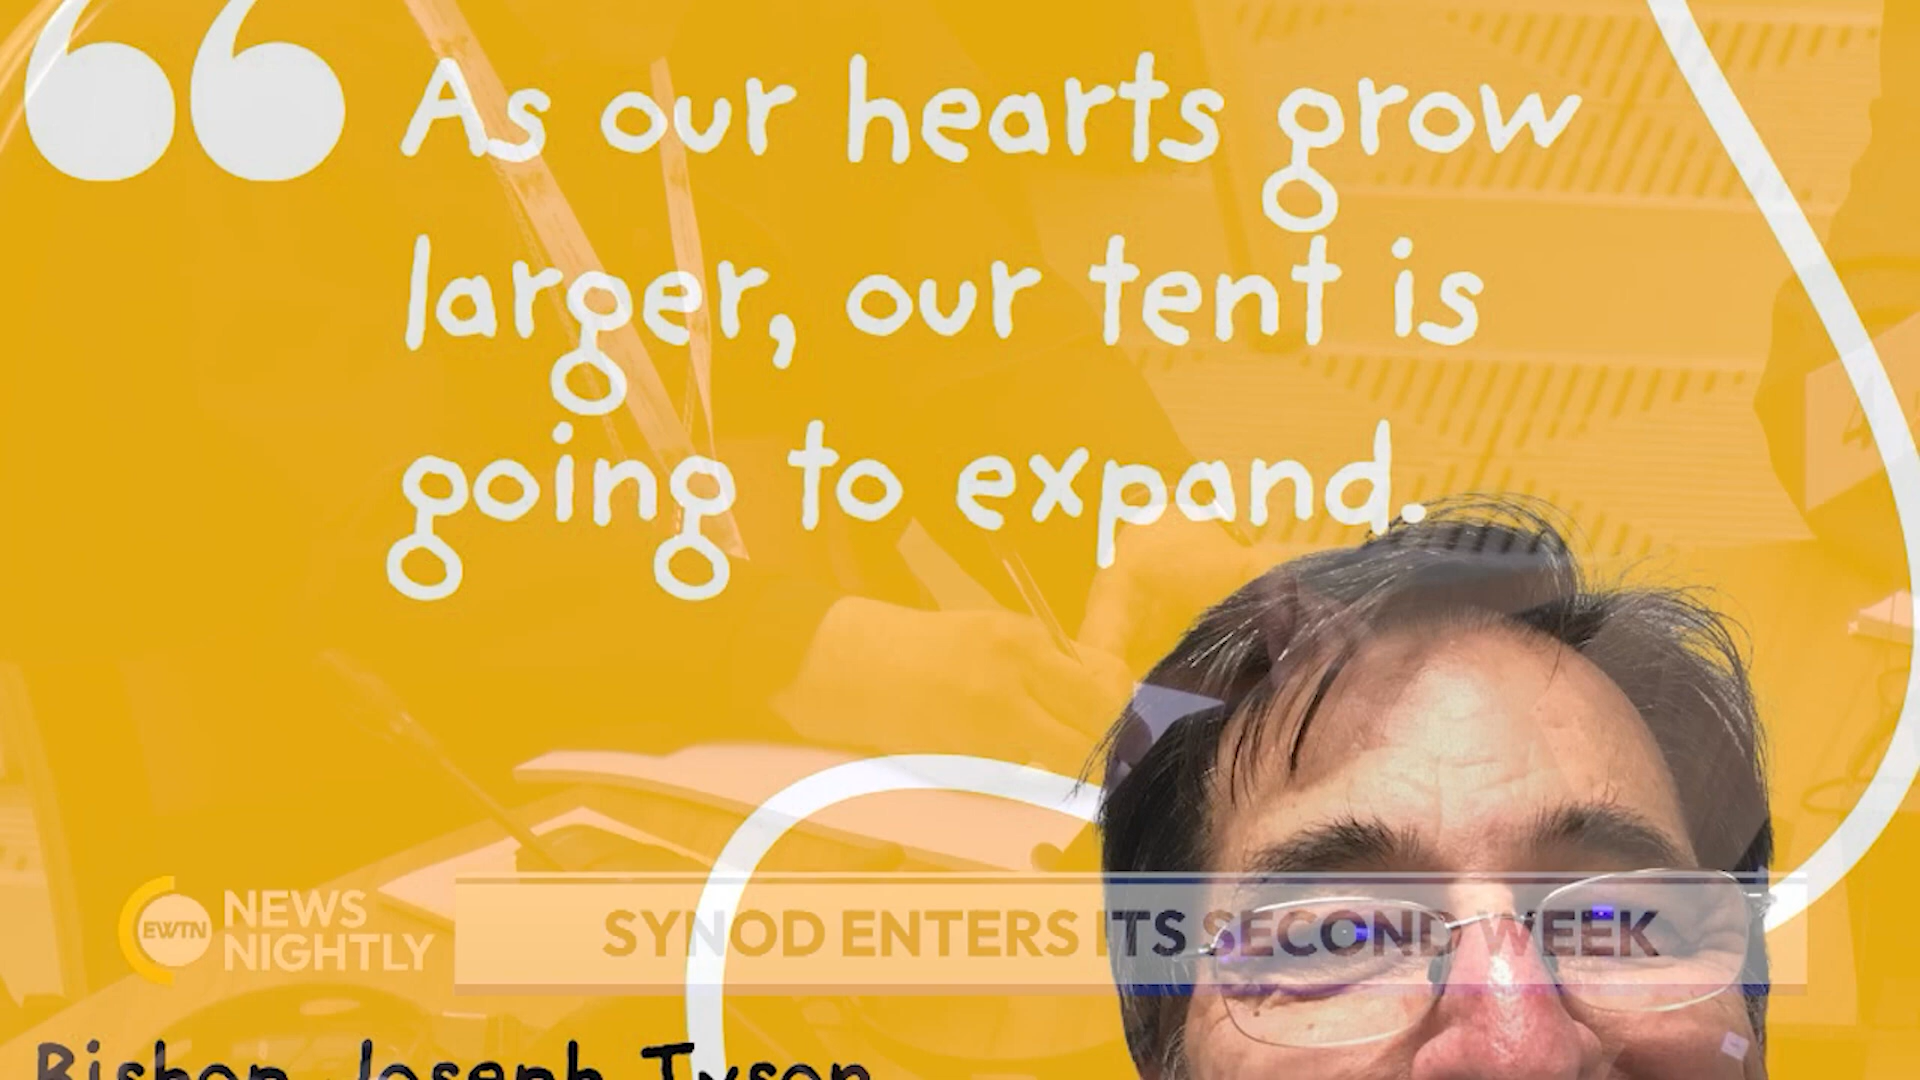 As our hearts grow
larger, our tent is
going to expand.
EWTN
NEWS
NIGHTLY
SYNOD ENTERS ITS SECOND WEEK
Bishop Joseph Tyson